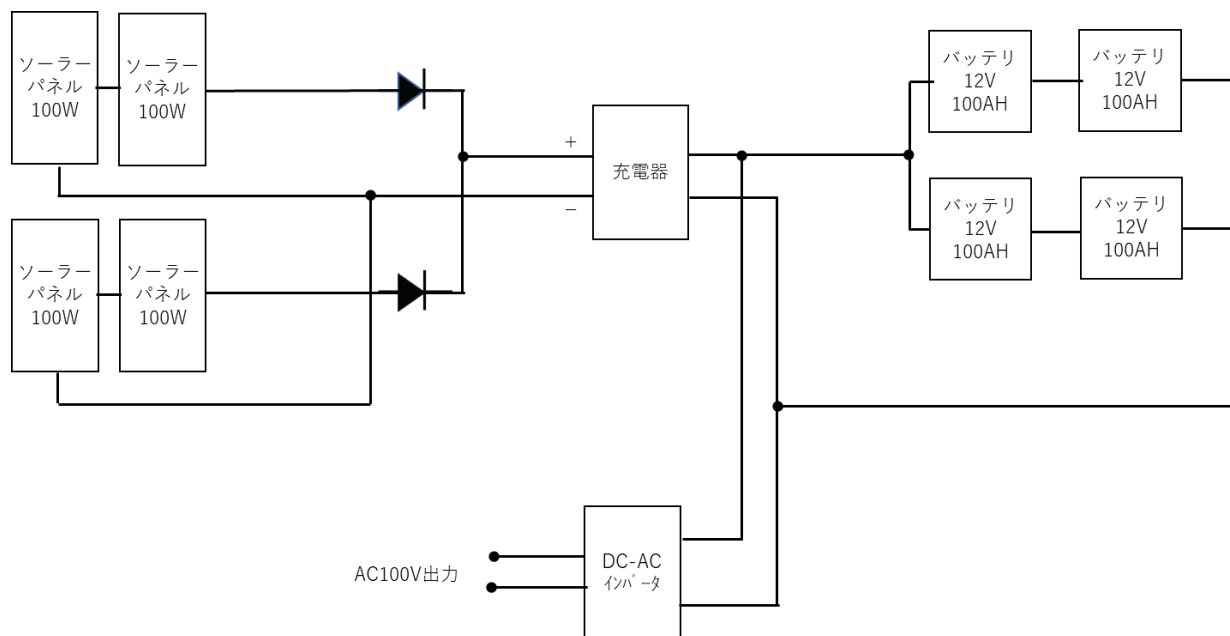 ソーラー
パネル
100W
ソーラー
パネル
100W
バッテリ
12V
100AH
バッテリ
12V
100AH
+
充電器
−
ソーラー
パネル
100W
ソーラー
パネル
100W
バッテリ
12V
100AH
バッテリ
12V
100AH
AC100V出力
DC-AC
ｲﾝﾊﾞｰﾀ